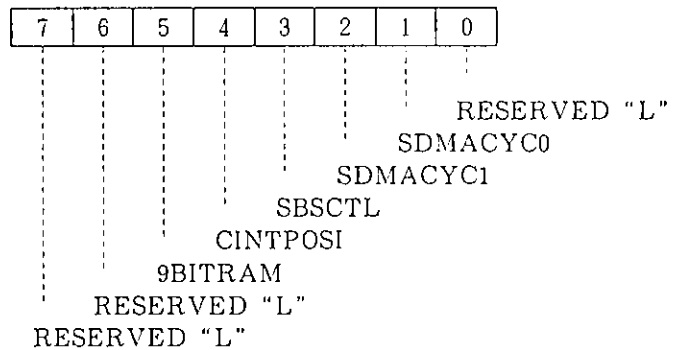 7 6 5 4 3 2 1 0
RESERVED “L”
SDMACYC0
SDMACYC1
SBSCTL
CINTPOSI
9BITRAM
RESERVED “L”
RESERVED “L”